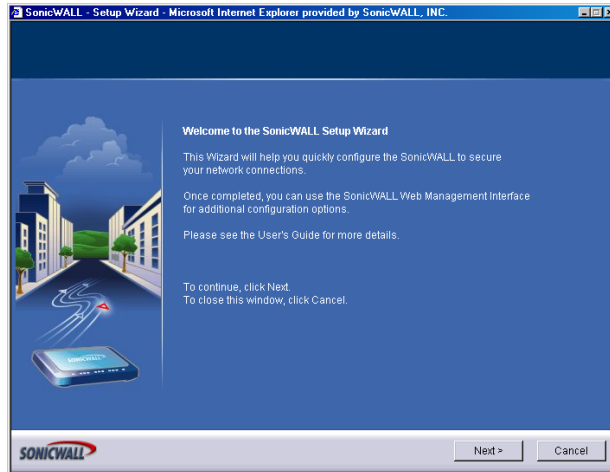 SonicWALL - Setup Wizard - Microsoft Internet Explorer provided by SonicWALL, INC.
Welcome to the SonicWALL Setup Wizard
This Wizard will help you quickly configure the SonicWALL to secure
your network connections.
Once completed, you can use the SonicWALL Web Management Interface
for additional configuration options.
Please see the User's Guide for more details.
To continue, click Next.
To close this window, click Cancel.
SONICWALL
SONICWALL
Next >
Cancel